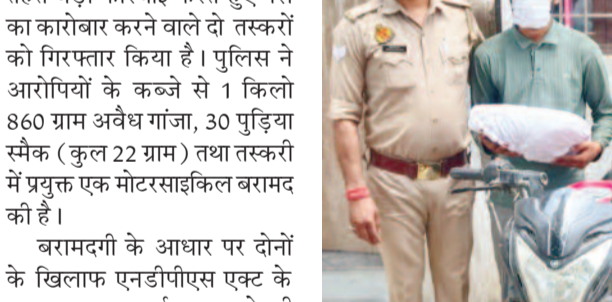 का कारोबार करने वाले दो तस्करों
को गिरफ्तार किया है। पुलिस ने
आरोपियों के कब्जे से 1 किलो
860 ग्राम अवैध गांजा, 30 पुड़िया
स्मैक (कुल 22 ग्राम) तथा तस्करी
में प्रयुक्त एक मोटरसाइकिल बरामद
की है।
बरामदगी के आधार पर दोनों
के खिलाफ एनडीपीएस एक्ट के